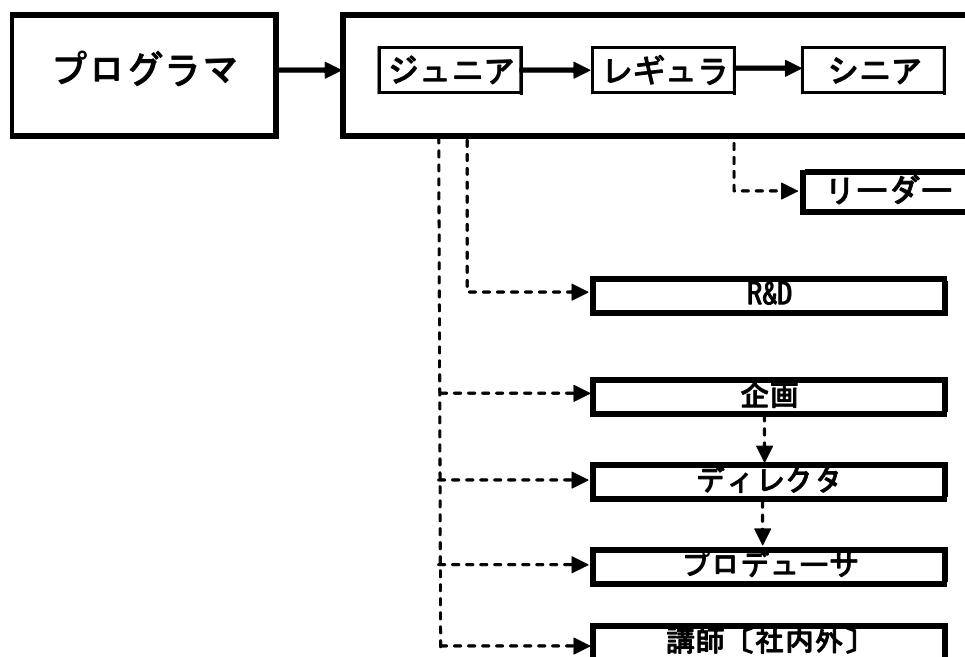 プログラマ
ジュニア
レギュラ
シニア
リーダー
R&D
企画
ディレクタ
プロデューサ
講師〔社内外〕